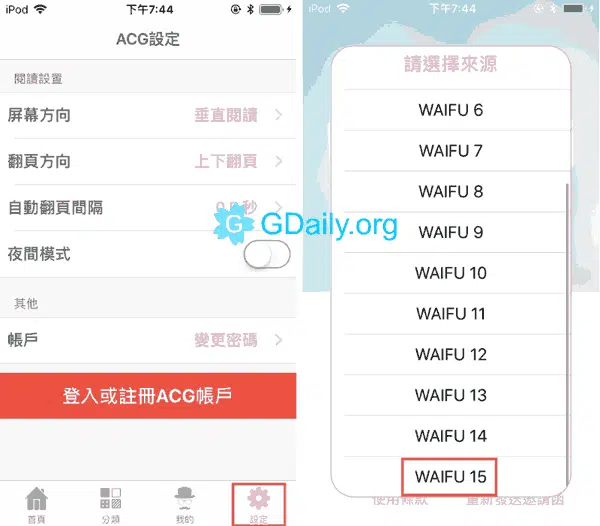 iPod 下午7:44
ACG設定
閱讀設置
屏幕方向 垂直閱讀
翻頁方向 上下翻頁
自動翻頁間隔 秒
夜間模式
其他
帳戶 變更密碼
登入或註冊ACG帳戶
首頁 分類 我的 設定
G GDaily.org
iPod 下午7:44
請選擇來源
WAIFU 6
WAIFU 7
WAIFU 8
WAIFU 9
WAIFU 10
WAIFU 11
WAIFU 12
WAIFU 13
WAIFU 14
WAIFU 15
使用條款 重新發送邀請函